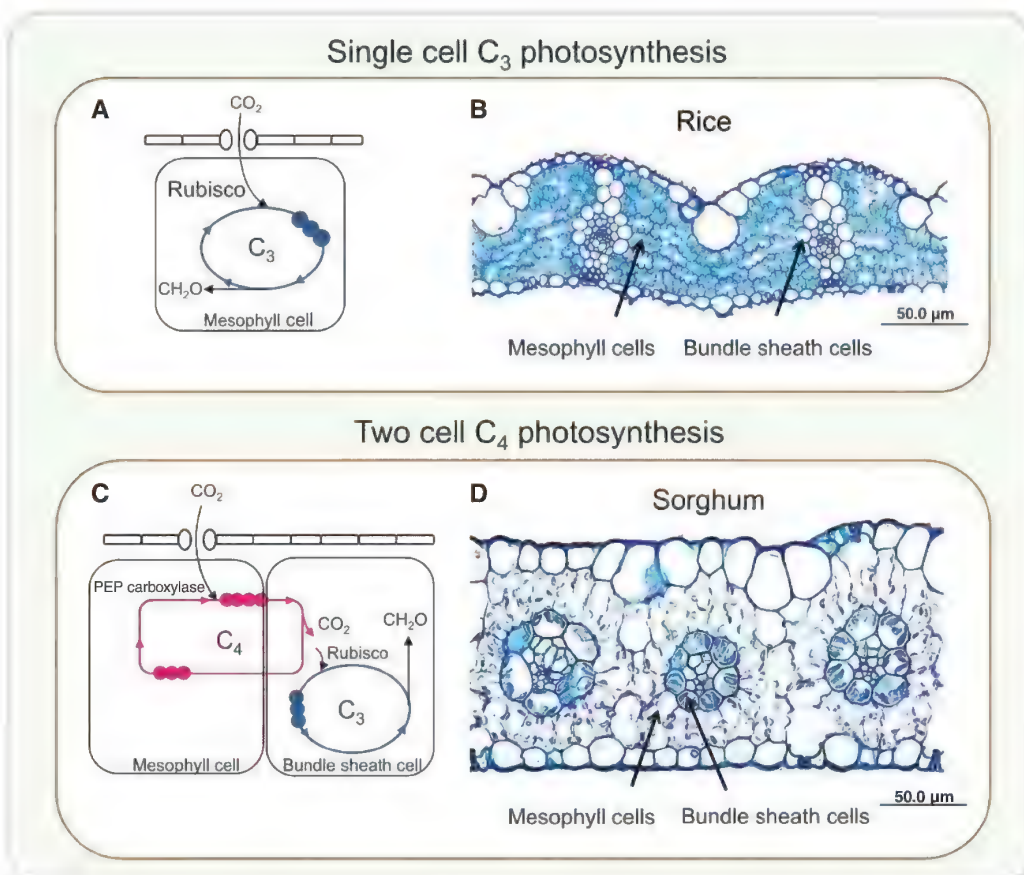 Single cell C₃ photosynthesis
A
CO₂
Rubisco
C₃
CH₂O
Mesophyll cell
B
Rice
50.0 µm
Mesophyll cells Bundle sheath cells
Two cell C₄ photosynthesis
C
CO₂
PEP carboxylase
C₄
CO₂
CH₂O
Rubisco
C₃
Mesophyll cell
Bundle sheath cell
D
Sorghum
50.0 µm
Mesophyll cells Bundle sheath cells